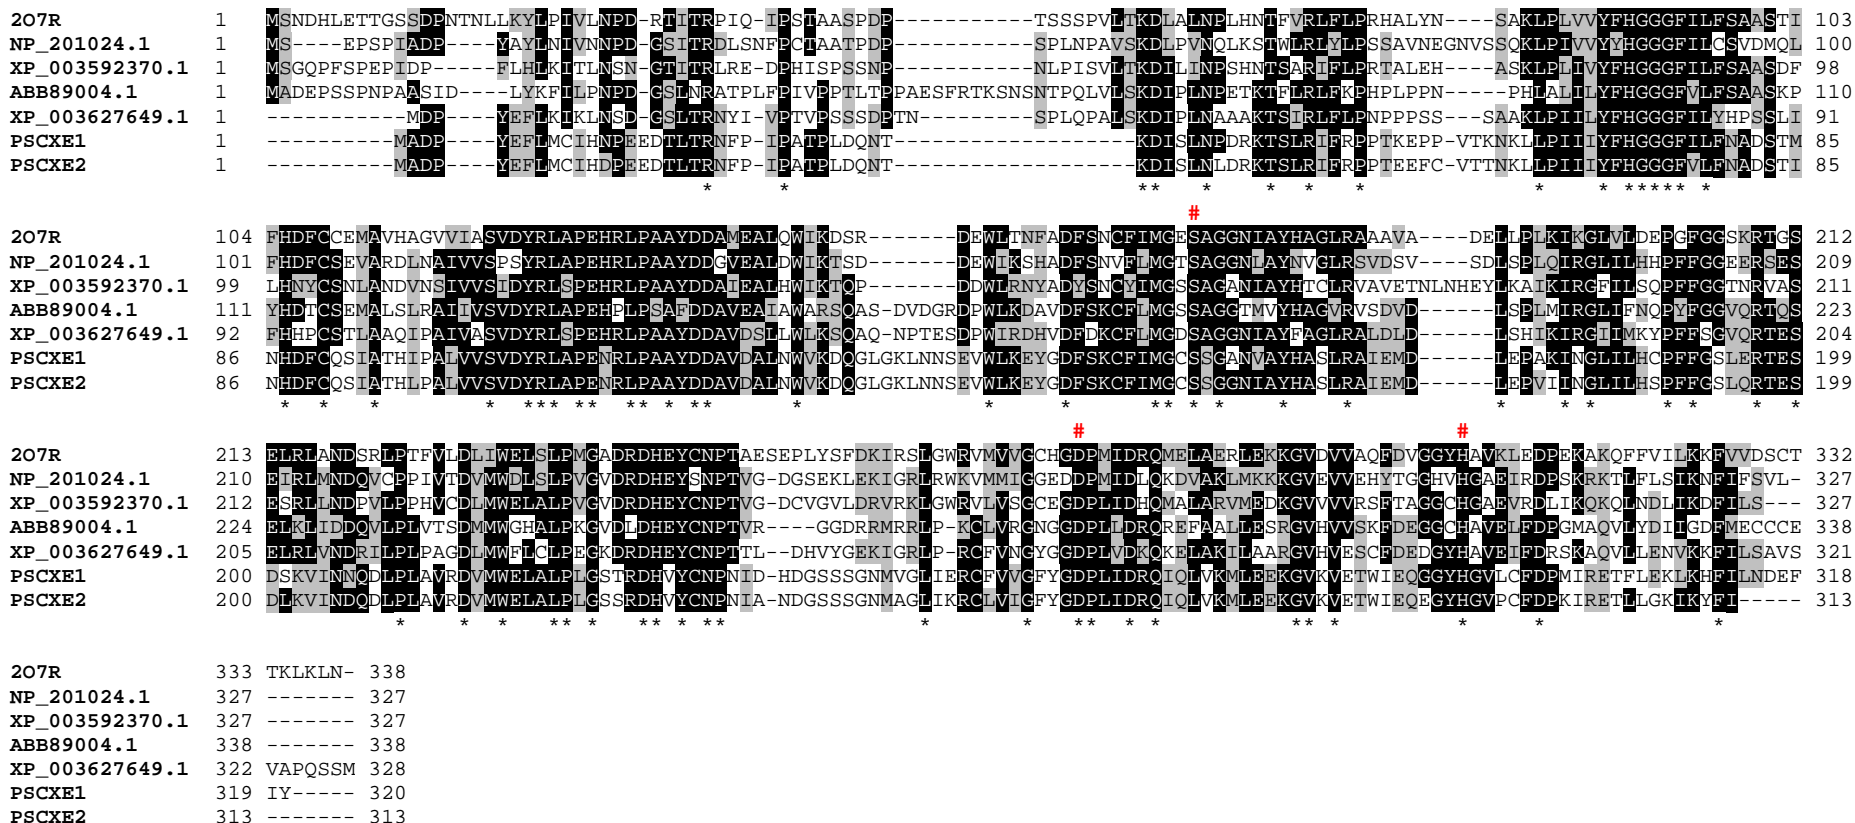 2O7R 1 MSNDHLETTGSSDPNTNLLKYLPIVLNPD-RTITRPIQ-IPSTAASPDP-----------TSSSPVLTKDLALNPLHNTFVRLFLPRHALYN----SAKLPLVVYFHGGGFILFSAASTI 103
NP_201024.1 1 MS----EPSPIADP----YAYLNIVNNPD-GSITRDLSNFPCTAATPDP-----------SPLNPAVSKDLPVNQLKSTWLRLYLPSSAVNEGNVSSQKLPIVVYYHGGGFILCSVDMQL 100
XP_003592370.1 1 MSGQPFSPEPIDP-----FLHLKITLNSN-GTITRLRE-DPHISPSSNP-----------NLPISVLTKDILINPSHNTSARIFLPRTALEH----ASKLPLIVYFHGGGFILFSAASDF 98
ABB89004.1 1 MADEPSSPNPAASID----LYKFILPNPD-GSLNRATPLFPIVPPTLTPPAESFRTKSNSNTPQLVLSKDIPLNPETKTFLRLFKPHPLPPN-----PHLALILYFHGGGFVLFSAASKP 110
XP_003627649.1 1 -----------MDP----YEFLKIKLNSD-GSLTRNYI-VPTVPSSSDPTN---------SPLQPALSKDIPLNAAAKTSIRLFLPNPPPSS---SAAKLPIILYFHGGGFILYHPSSLI 91
PSCXE1 1 ----------MADP----YEFLMCIHNPEEDTLTRNFP-IPATPLDQNT-------------------KDISLNPDRKTSLRIFRPPTKEPP-VTKNKLLPIIIYFHGGGFILFNADSTM 85
PSCXE2 1 ----------MADP----YEFLMCIHDPEEDTLTRNFP-IPATPLDQNT-------------------KDISLNLDRKTSLRIFRPPTEEFC-VTTNKLLPIIIYFHGGGFVLFNADSTI 85
* * ** * * * * * * ***** *
#
2O7R 104 FHDFCCEMAVHAGVVIASVDYRLAPEHRLPAAYDDAMEALQWIKDSR-------DEWLTNFADFSNCFIMGESAGGNIAYHAGLRAAAVA----DELLPLKIKGLVLDEPGFGGSKRTGS 212
NP_201024.1 101 FHDFCSEVARDLNAIVVSPSYRLAPEHRLPAAYDDGVEALDWIKTSD-------DEWIKSHADFSNVFLMGTSAGGNLAYNVGLRSVDSV----SDLSPLQIRGLILHHPFFGGEERSES 209
XP_003592370.1 99 LHNYCSNLANDVNSIVVSIDYRLSPEHRLPAAYDDAIEALHWIKTQP-------DDWLRNYADYSNCYIMGSSAGANIAYHTCLRVAVETNLNHEYLKAIKIRGFILSQPFFGGTNRVAS 211
ABB89004.1 111 YHDTCSEMALSLRAIIVSVDYRLAPEHPLPSAFDDAVEAIAWARSQAS-DVDGRDPWLKDAVDFSKCFLMGSSAGGTMVYHAGVRVSDVD------LSPLMIRGLIFNQPYFGGVQRTQS 223
XP_003627649.1 92 FHHPCSTLAAQIPAIVASVDYRLSPEHRLPAAYDDAVDSLLWLKSQAQ-NPTESDPWIRDHVDFDKCFLMGDSAGGNIAYFAGLRALDLD------LSHIKIRGIIMKYPFFSGVQRTES 204
PSCXE1 86 NHDFCQSIATHIPALVVSVDYRLAPENRLPAAYDDAVDALNWVKDQGLGKLNNSEVWLKEYGDFSKCFIMGCSSGANVAYHASLRAIEMD------LEPAKINGLILHCPFFGSLERTES 199
PSCXE2 86 NHDFCQSIATHLPALVVSVDYRLAPENRLPAAYDDAVDALNWVKDQGLGKLNNSEVWLKEYGDFSKCFIMGCSSGGNIAYHASLRAIEMD------LEPVIINGLILHSPFFGSLQRTES 199
* * * * *** ** ** * ** * * * ** * * * * * * * * * * *
# #
2O7R 213 ELRLANDSRLPTFVLDLIWELSLPMGADRDHEYCNPTAESEPLYSFDKIRSLGWRVMVVGCHGDPMIDRQMELAERLEKKGVDVVAQFDVGGYHAVKLEDPEKAKQFFVILKKFVVDSCT 332
NP_201024.1 210 EIRLMNDQVCPPIVTDVMWDLSLPVGVDRDHEYSNPTVG-DGSEKLEKIGRLRWKVMMIGGEDDPMIDLQKDVAKLMKKKGVEVVEHYTGGHVHGAEIRDPSKRKTLFLSIKNFIFSVL- 327
XP_003592370.1 212 ESRLLNDPVLPPHVCDLMWELALPVGVDRDHEYCNPTVG-DCVGVLDRVRKLGWRVLVSGCEGDPLIDHQMALARVMEDKGVVVVRSFTAGGCHGAEVRDLIKQKQLNDLIKDFILS--- 327
ABB89004.1 224 ELKLIDDQVLPLVTSDMMWGHALPKGVDLDHEYCNPTVR----GGDRRMRRLP-KCLVRGNGGDPLLDRQREFAALLESRGVHVVSKFDEGGCHAVELFDPGMAQVLYDIIGDFMECCCE 338
XP_003627649.1 205 ELRLVNDRILPLPAGDLMWFLCLPEGKDRDHEYCNPTTL--DHVYGEKIGRLP-RCFVNGYGGDPLVDKQKELAKILAARGVHVESCFDEDGYHAVEIFDRSKAQVLLENVKKFILSAVS 321
PSCXE1 200 DSKVINNQDLPLAVRDVMWELALPLGSTRDHVYCNPNID-HDGSSSGNMVGLIERCFVVGFYGDPLIDRQIQLVKMLEEKGVKVETWIEQGGYHGVLCFDPMIRETFLEKLKHFILNDEF 318
PSCXE2 200 DLKVINDQDLPLAVRDVMWELALPLGSSRDHVYCNPNIA-NDGSSSGNMAGLIKRCLVIGFYGDPLIDRQIQLVKMLEEKGVKVETWIEQEGYHGVPCFDPKIRETLLGKIKYFI----- 313
* * * ** * ** * ** * * ** * * ** * * * *
2O7R 333 TKLKLN- 338
NP_201024.1 327 ------- 327
XP_003592370.1 327 ------- 327
ABB89004.1 338 ------- 338
XP_003627649.1 322 VAPQSSM 328
PSCXE1 319 IY----- 320
PSCXE2 313 ------- 313